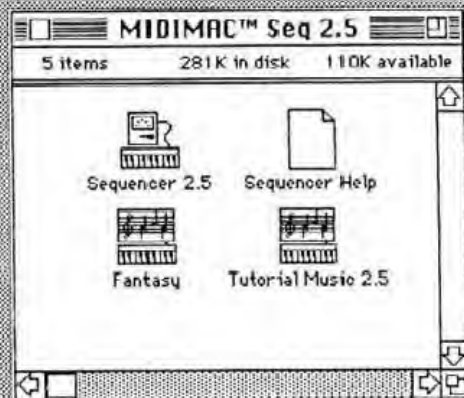 MIDIMAC™ Seq 2.5
5 items 281K in disk 110K available
Sequencer 2.5 Sequencer Help
Fantasy Tutorial Music 2.5